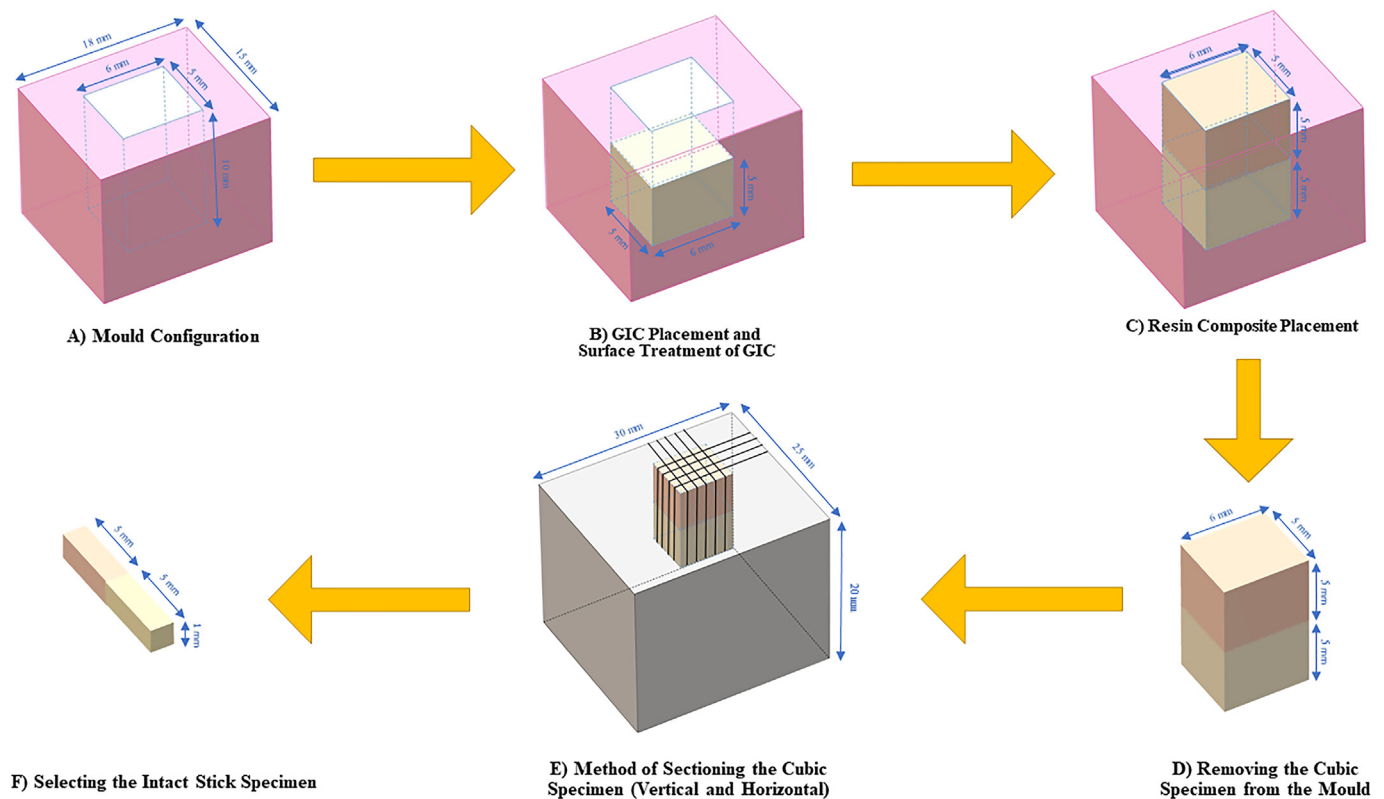 18 mm
15 mm
6 mm
5 mm
10 mm
A) Mould Configuration
5 mm
5 mm
6 mm
B) GIC Placement and
Surface Treatment of GIC
6 mm
5 mm
5 mm
5 mm
C) Resin Composite Placement
6 mm
5 mm
5 mm
5 mm
D) Removing the Cubic
Specimen from the Mould
30 mm
25 mm
20 mm
E) Method of Sectioning the Cubic
Specimen (Vertical and Horizontal)
5 mm
5 mm
1 mm
F) Selecting the Intact Stick Specimen